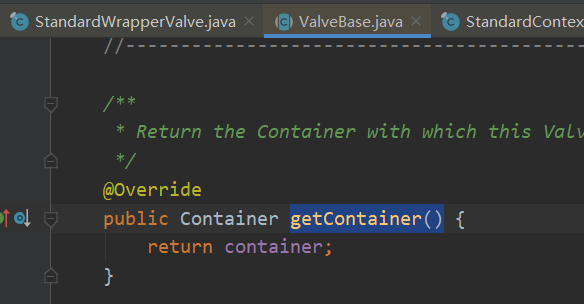 StandardWrapperValve.java ValveBase.java StandardContex
//------------------------------------------
/**
* Return the Container with which this Valv
*/
@Override
public Container getContainer() {
return container;
}